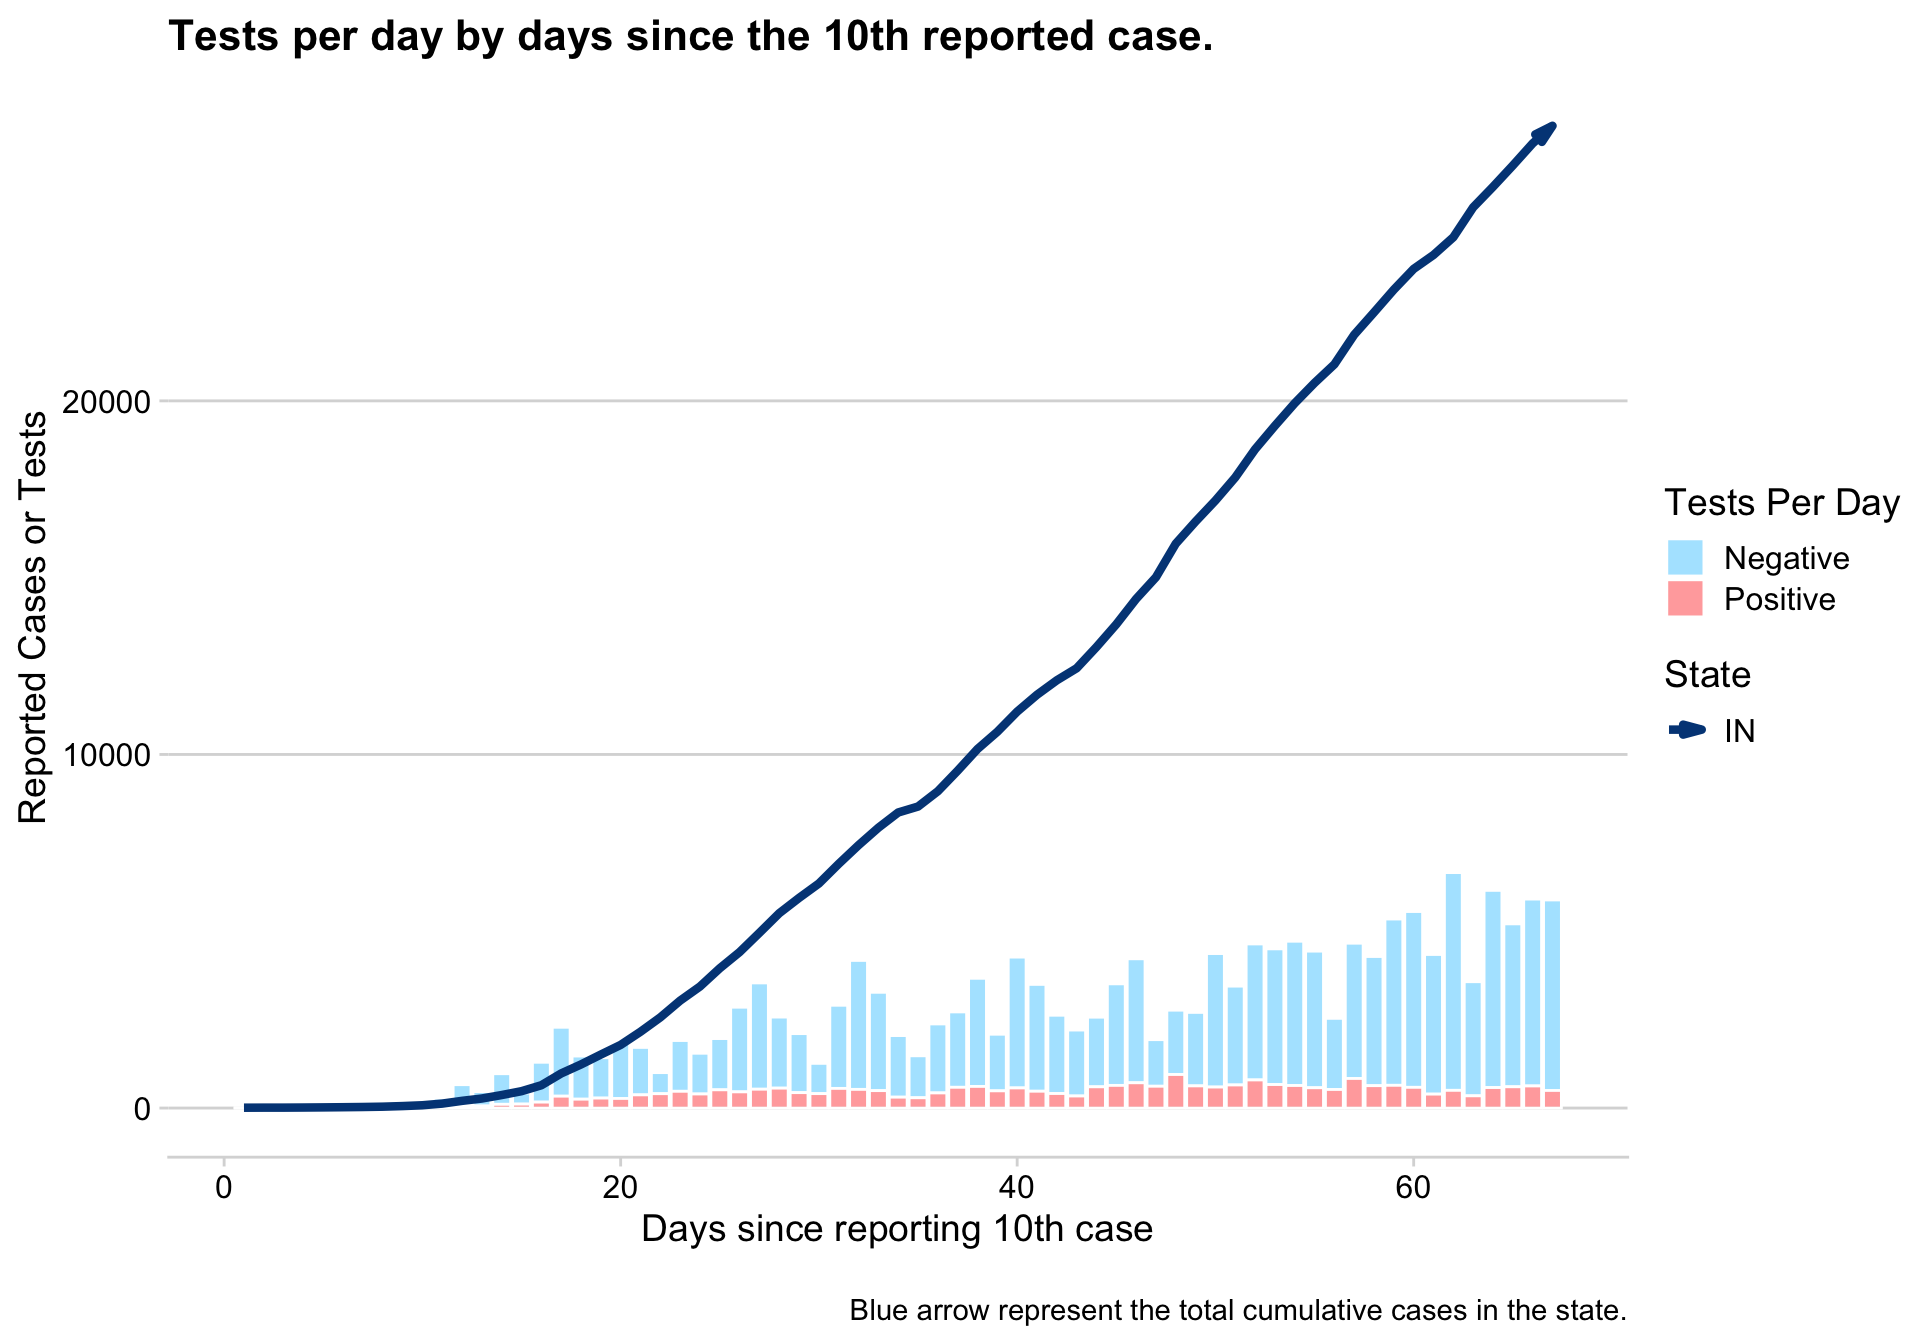 Tests per day by days since the 10th reported case.
Reported Cases or Tests
20000
10000
0
0 20 40 60
Days since reporting 10th case
Tests Per Day
Negative
Positive
State
IN
Blue arrow represent the total cumulative cases in the state.